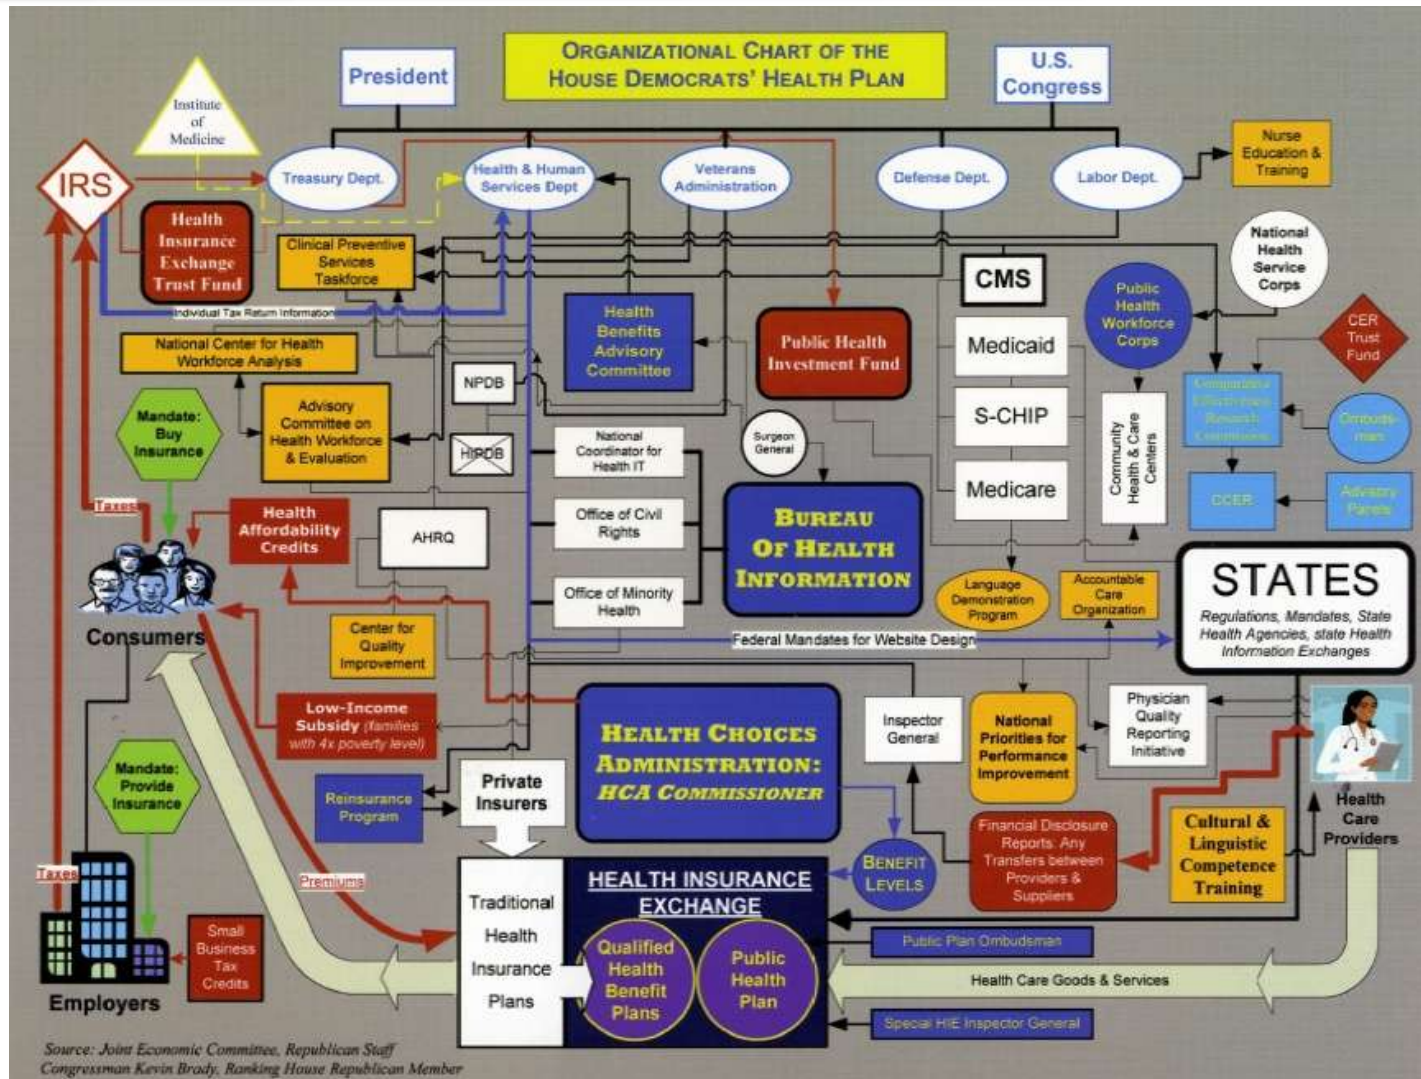 ORGANIZATIONAL CHART OF THE
HOUSE DEMOCRATS' HEALTH PLAN
President
U.S.
Congress
Institute
of
Medicine
IRS
Treasury Dept.
Health & Human
Services Dept
Veterans
Administration
Defense Dept.
Labor Dept.
Nurse
Education &
Training
Health
Insurance
Exchange
Trust Fund
Clinical Preventive
Services
Taskforce
CMS
National
Health
Service
Corps
Public
Health
Workforce
Corps
Individual Tax Return Information
Health
Benefits
Advisory
Committee
Public Health
Investment Fund
Medicaid
CER
Trust
Fund
National Center for Health
Workforce Analysis
NPDB
Mandate:
Buy
Insurance
Advisory
Committee on
Health Workforce
& Evaluation
HIPDB
National
Coordinator for
Health IT
Surgeon
General
S-CHIP
Community
Health & Care
Centers
Comparative
Effectiveness
Research
Commission
Ombuds-
man
Medicare
CCER
Advisory
Panels
Taxes
Health
Affordability
Credits
AHRQ
Office of Civil
Rights
BUREAU
OF HEALTH
INFORMATION
Office of Minority
Health
Language
Demonstration
Program
Accountable
Care
Organization
STATES
Regulations, Mandates, State
Health Agencies, state Health
Information Exchanges
Consumers
Center for
Quality
Improvement
Federal Mandates for Website Design
Low-Income
Subsidy (families
with 4x poverty level)
HEALTH CHOICES
ADMINISTRATION:
HCA COMMISSIONER
Inspector
General
National
Priorities for
Performance
Improvement
Physician
Quality
Reporting
Initiative
Mandate:
Provide
Insurance
Reinsurance
Program
Private
Insurers
Health
Care
Providers
Financial Disclosure
Reports: Any
Transfers between
Providers &
Suppliers
Cultural &
Linguistic
Competence
Training
BENEFIT
LEVELS
Taxes
Premiums
Traditional
Health
Insurance
Plans
HEALTH INSURANCE
EXCHANGE
Qualified
Health
Benefit
Plans
Public
Health
Plan
Public Plan Ombudsman
Small
Business
Tax
Credits
Health Care Goods & Services
Employers
Special HIE Inspector General
Source: Joint Economic Committee, Republican Staff
Congressman Kevin Brady, Ranking House Republican Member